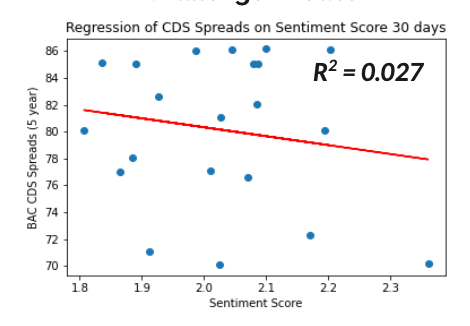 Regression of CDS Spreads on Sentiment Score 30 days
R² = 0.027
BAC CDS Spreads (5 year)
86
84
82
80
78
76
74
72
70
1.8 1.9 2.0 2.1 2.2 2.3
Sentiment Score